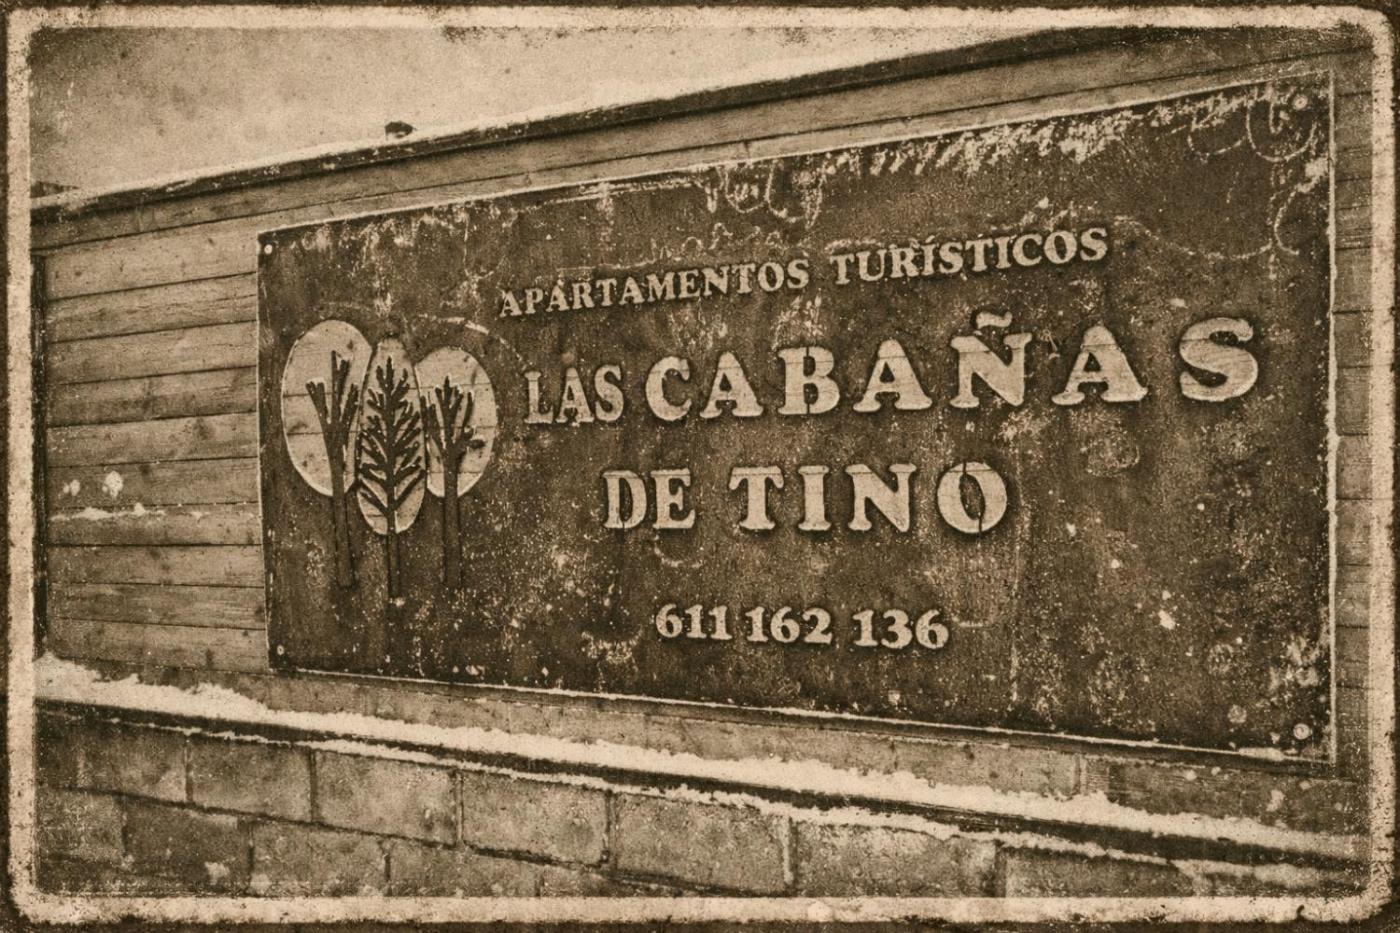 APARTAMENTOS TURÍSTICOS
LAS CABAÑAS
DE TINO
611 162 136